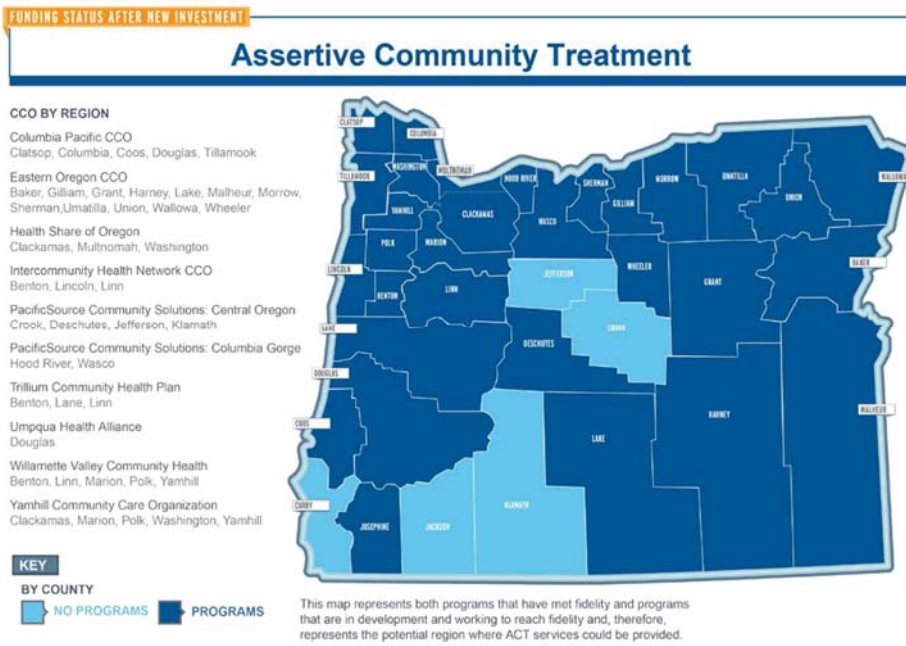 FUNDING STATUS AFTER NEW INVESTMENT
Assertive Community Treatment
CCO BY REGION
Columbia Pacific CCO
Clatsop, Columbia, Coos, Douglas, Tillamook
Eastern Oregon CCO
Baker, Gilliam, Grant, Harney, Lake, Malheur, Morrow,
Sherman,Umatilla, Union, Wallowa, Wheeler
Health Share of Oregon
Clackamas, Multnomah, Washington
Intercommunity Health Network CCO
Benton, Lincoln, Linn
PacificSource Community Solutions: Central Oregon
Crook, Deschutes, Jefferson, Klamath
PacificSource Community Solutions: Columbia Gorge
Hood River, Wasco
Trillium Community Health Plan
Benton, Lane, Linn
Umpqua Health Alliance
Douglas
Willamette Valley Community Health
Benton, Linn, Marion, Polk, Yamhill
Yamhill Community Care Organization
Clackamas, Marion, Polk, Washington, Yamhill
KEY
BY COUNTY
NO PROGRAMS
PROGRAMS
CLATSOP
COLUMBIA
TILLAMOOK
WASHINGTON
MULTNOMAH
HOOD RIVER
SHERMAN
GILLIAM
MORROW
UMATILLA
UNION
WALLOWA
YAMHILL
CLACKAMAS
WASCO
POLK
MARION
LINCOLN
JEFFERSON
WHEELER
GRANT
BAKER
BENTON
LINN
LANE
CROOK
DESCHUTES
DOUGLAS
COOS
LAKE
HARNEY
MALHEUR
CURRY
JOSEPHINE
JACKSON
KLAMATH
This map represents both programs that have met fidelity and programs
that are in development and working to reach fidelity and, therefore,
represents the potential region where ACT services could be provided.